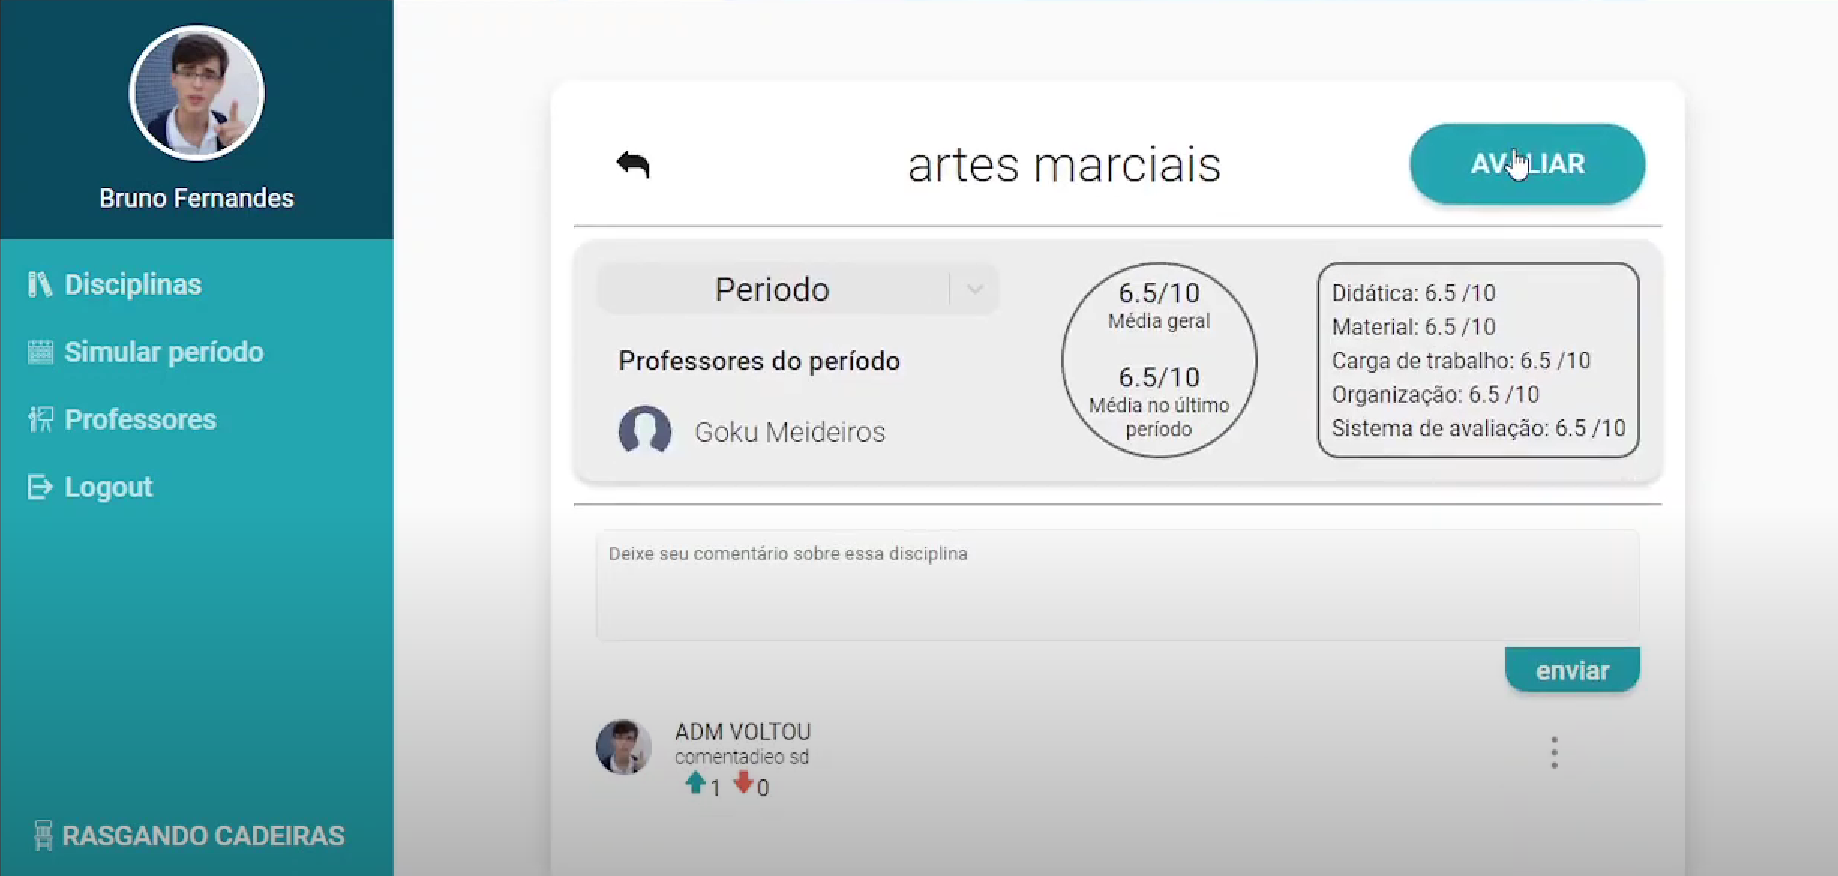 Bruno Fernandes
Disciplinas
Simular período
Professores
Logout
RASGANDO CADEIRAS
artes marciais
AVALIAR
Periodo
Professores do período
Goku Meideiros
6.5/10
Média geral
6.5/10
Média no último
período
Didática: 6.5 /10
Material: 6.5 /10
Carga de trabalho: 6.5 /10
Organização: 6.5 /10
Sistema de avaliação: 6.5 /10
Deixe seu comentário sobre essa disciplina
enviar
ADM VOLTOU
comentadieo sd
1 0